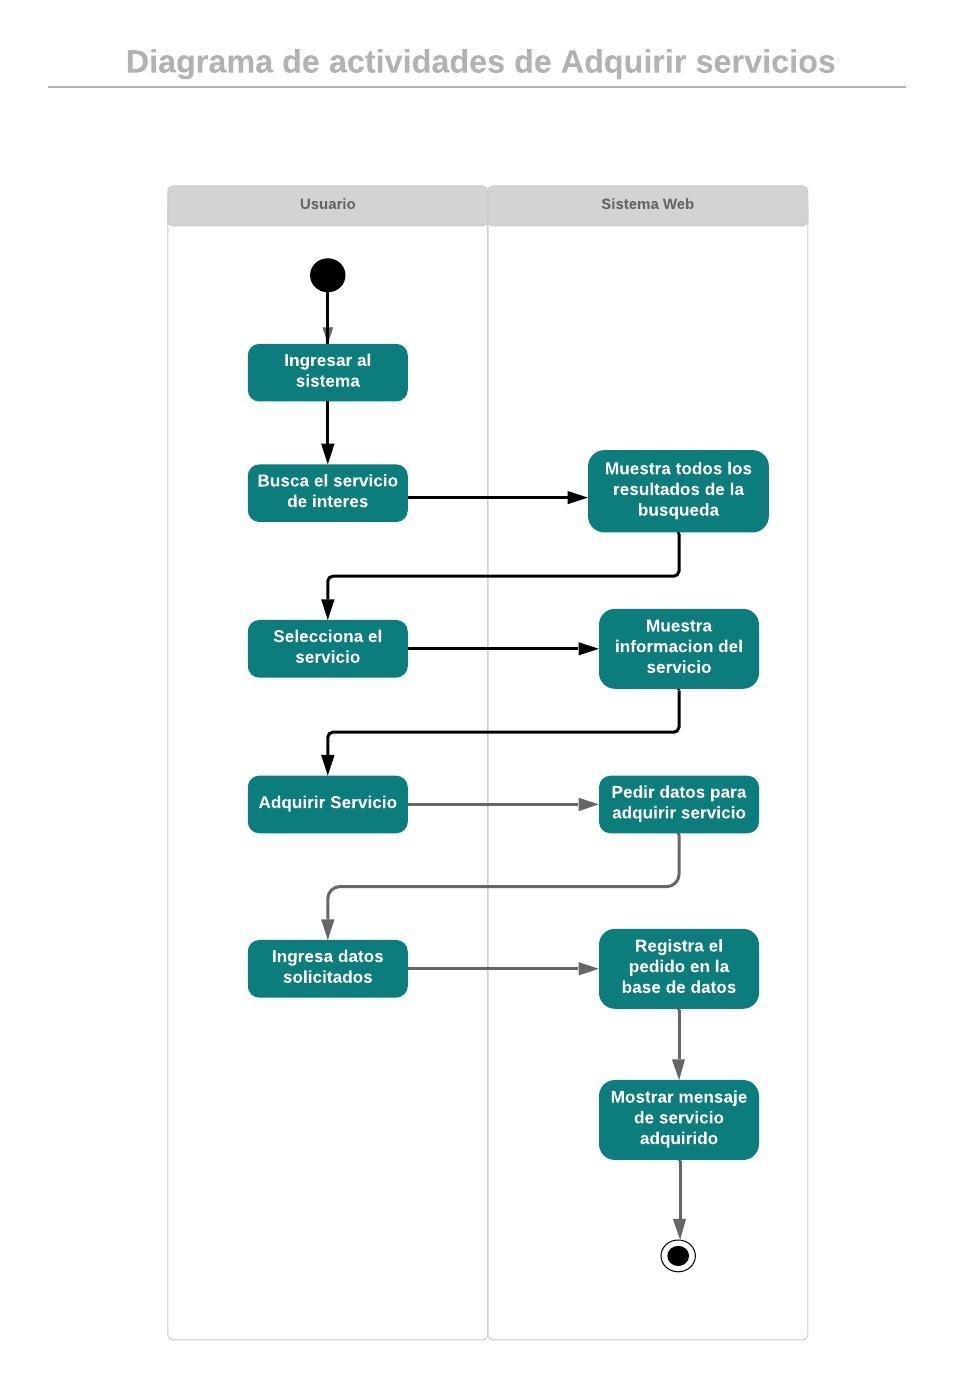 Diagrama de actividades de Adquirir servicios
Usuario
Sistema Web
Ingresar al
sistema
Busca el servicio
de interes
Muestra todos los
resultados de la
busqueda
Selecciona el
servicio
Muestra
informacion del
servicio
Adquirir Servicio
Pedir datos para
adquirir servicio
Ingresa datos
solicitados
Registra el
pedido en la
base de datos
Mostrar mensaje
de servicio
adquirido